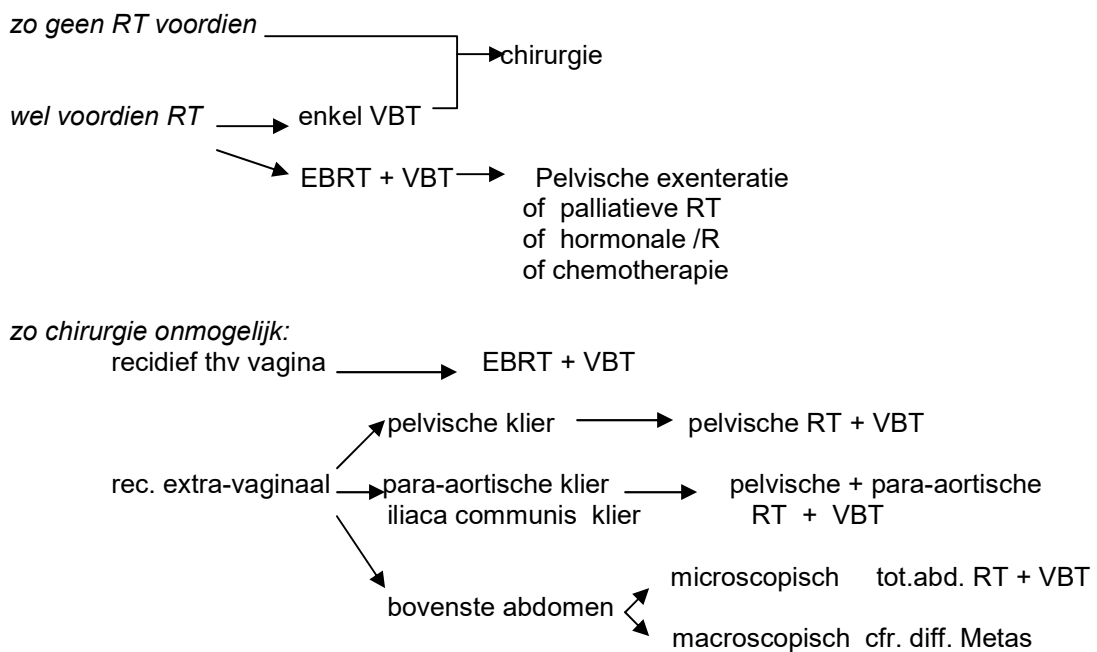 zo geen RT voordien
chirurgie
wel voordien RT
enkel VBT
EBRT + VBT
Pelvische exenteratie
of palliatieve RT
of hormonale /R
of chemotherapie
zo chirurgie onmogelijk:
recidief thv vagina
EBRT + VBT
pelvische klier
pelvische RT + VBT
rec. extra-vaginaal
para-aortische klier
iliaca communis klier
pelvische + para-aortische
RT + VBT
bovenste abdomen
microscopisch tot.abd. RT + VBT
macroscopisch cfr. diff. Metas